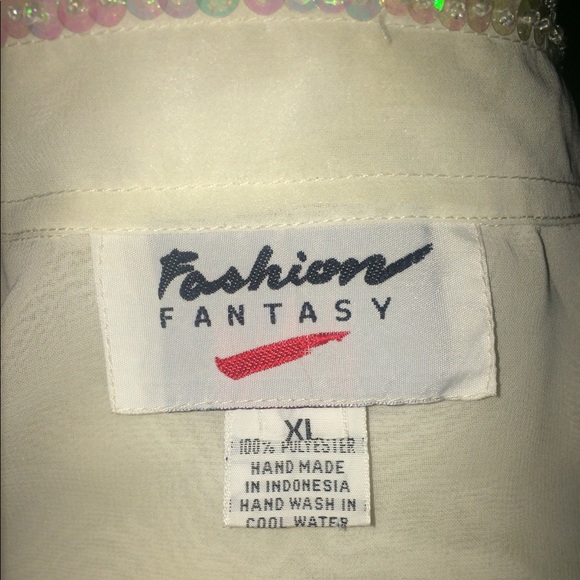 Fashion
FANTASY
XL
100% POLYESTER
HAND MADE
IN INDONESIA
HAND WASH IN
COOL WATER